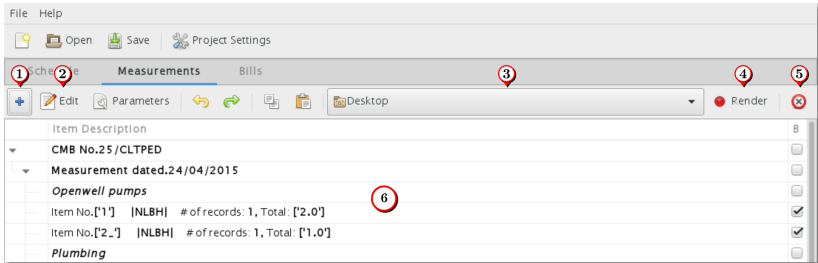 File Help
Open Save Project Settings
Schedule Measurements Bills
1 2 3 4 5
Edit Parameters Desktop Render
Item Description B
CMB No.25/CLTPED
Measurement dated.24/04/2015
Openwell pumps
6
Item No.['1'] |NLBH| # of records: 1, Total: ['2.0']
Item No.['2_'] |NLBH| # of records: 1, Total: ['1.0']
Plumbing